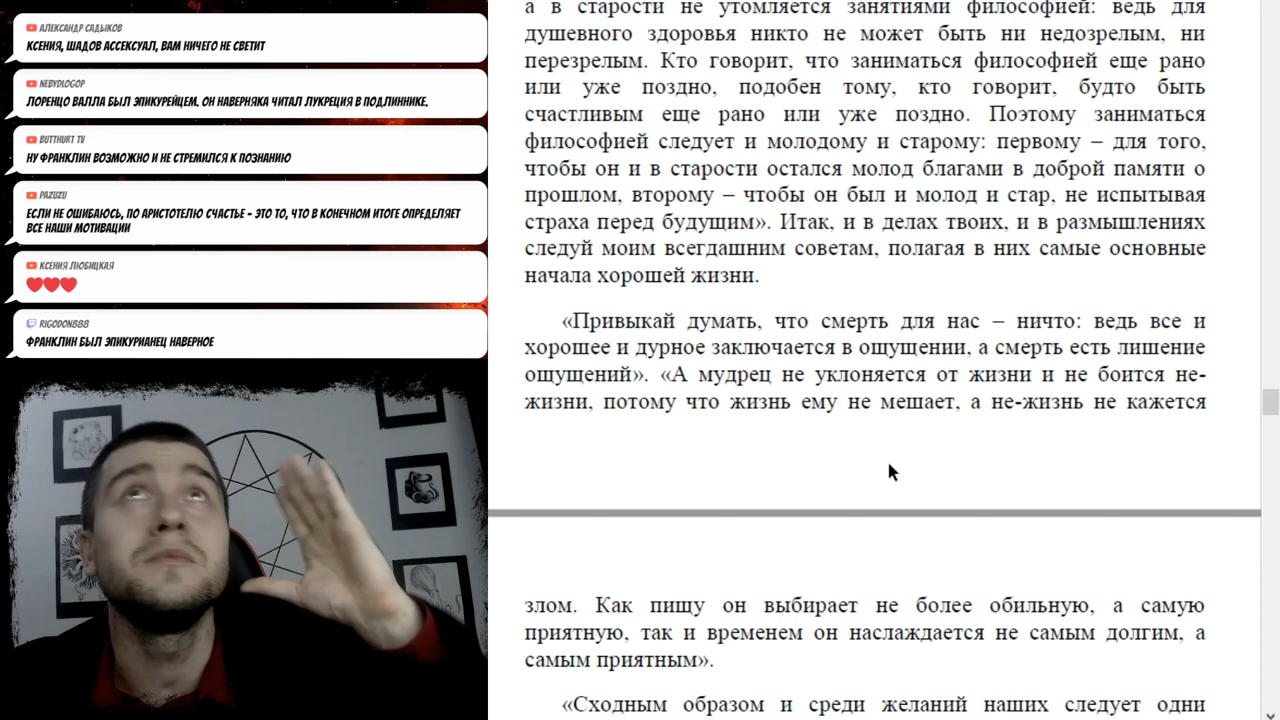 АЛЕКСАНДР САДЫКОВ
КСЕНИЯ, ШАДОВ АССЕКСУАЛ, ВАМ НИЧЕГО НЕ СВЕТИТ
NEBYDLOGOP
ЛОРЕНЦО ВАЛЛА БЫЛ ЭПИКУРЕЙЦЕМ. ОН НАВЕРНЯКА ЧИТАЛ ЛУКРЕЦИЯ В ПОДЛИННИКЕ.
BUTTHURT TV
НУ ФРАНКЛИН ВОЗМОЖНО И НЕ СТРЕМИЛСЯ К ПОЗНАНИЮ
PAZUZU
ЕСЛИ НЕ ОШИБАЮСЬ, ПО АРИСТОТЕЛЮ СЧАСТЬЕ - ЭТО ТО, ЧТО В КОНЕЧНОМ ИТОГЕ ОПРЕДЕЛЯЕТ
ВСЕ НАШИ МОТИВАЦИИ
КСЕНИЯ ЛЮБИЦКАЯ
RIGODON888
ФРАНКЛИН БЫЛ ЭПИКУРИАНЕЦ НАВЕРНОЕ
а в старости не утомляется занятиями философией: ведь для
душевного здоровья никто не может быть ни недозрелым, ни
перезрелым. Кто говорит, что заниматься философией еще рано
или уже поздно, подобен тому, кто говорит, будто быть
счастливым еще рано или уже поздно. Поэтому заниматься
философией следует и молодому и старому: первому – для того,
чтобы он и в старости остался молод благами в доброй памяти о
прошлом, второму – чтобы он был и молод и стар, не испытывая
страха перед будущим». Итак, и в делах твоих, и в размышлениях
следуй моим всегдашним советам, полагая в них самые основные
начала хорошей жизни.
«Привыкай думать, что смерть для нас – ничто: ведь все и
хорошее и дурное заключается в ощущении, а смерть есть лишение
ощущений». «А мудрец не уклоняется от жизни и не боится не-
жизни, потому что жизнь ему не мешает, а не-жизнь не кажется
злом. Как пищу он выбирает не более обильную, а самую
приятную, так и временем он наслаждается не самым долгим, а
самым приятным».
«Сходным образом и среди желаний наших следует одни